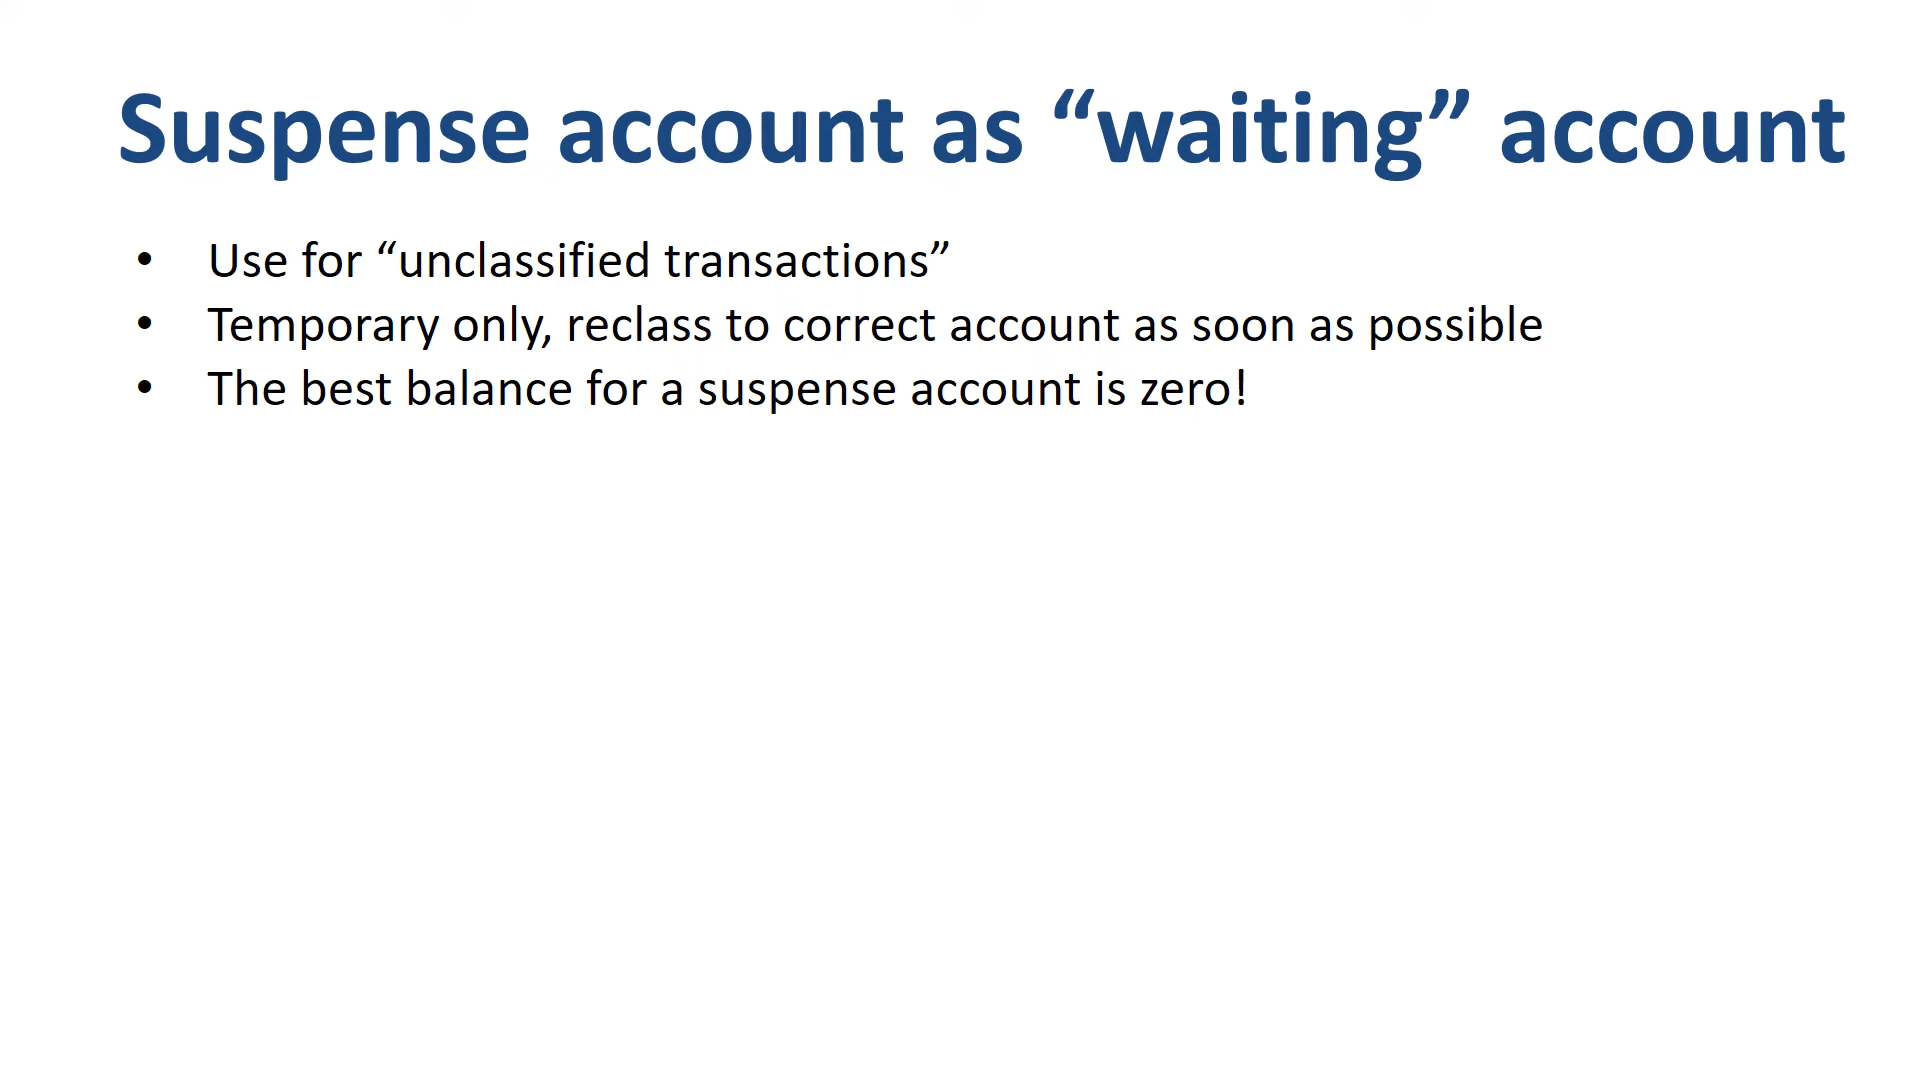 Suspense account as “waiting” account
• Use for “unclassified transactions”
• Temporary only, reclass to correct account as soon as possible
• The best balance for a suspense account is zero!